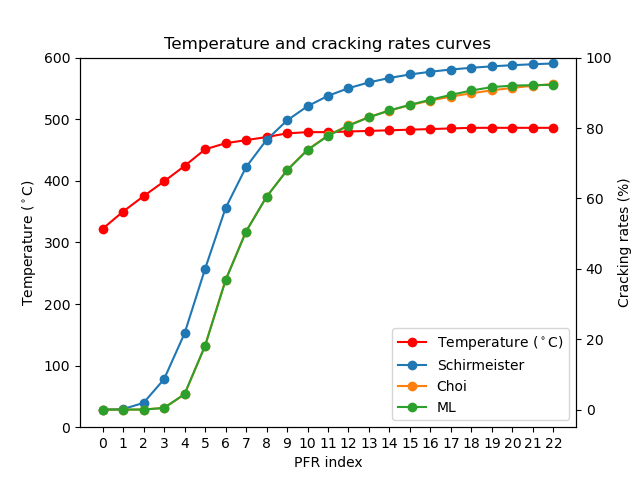 Temperature and cracking rates curves
600
500
400
300
200
100
0
Temperature (°C)
100
80
60
40
20
0
Cracking rates (%)
Temperature (°C)
Schirmeister
Choi
ML
0 1 2 3 4 5 6 7 8 9 10 11 12 13 14 15 16 17 18 19 20 21 22
PFR index